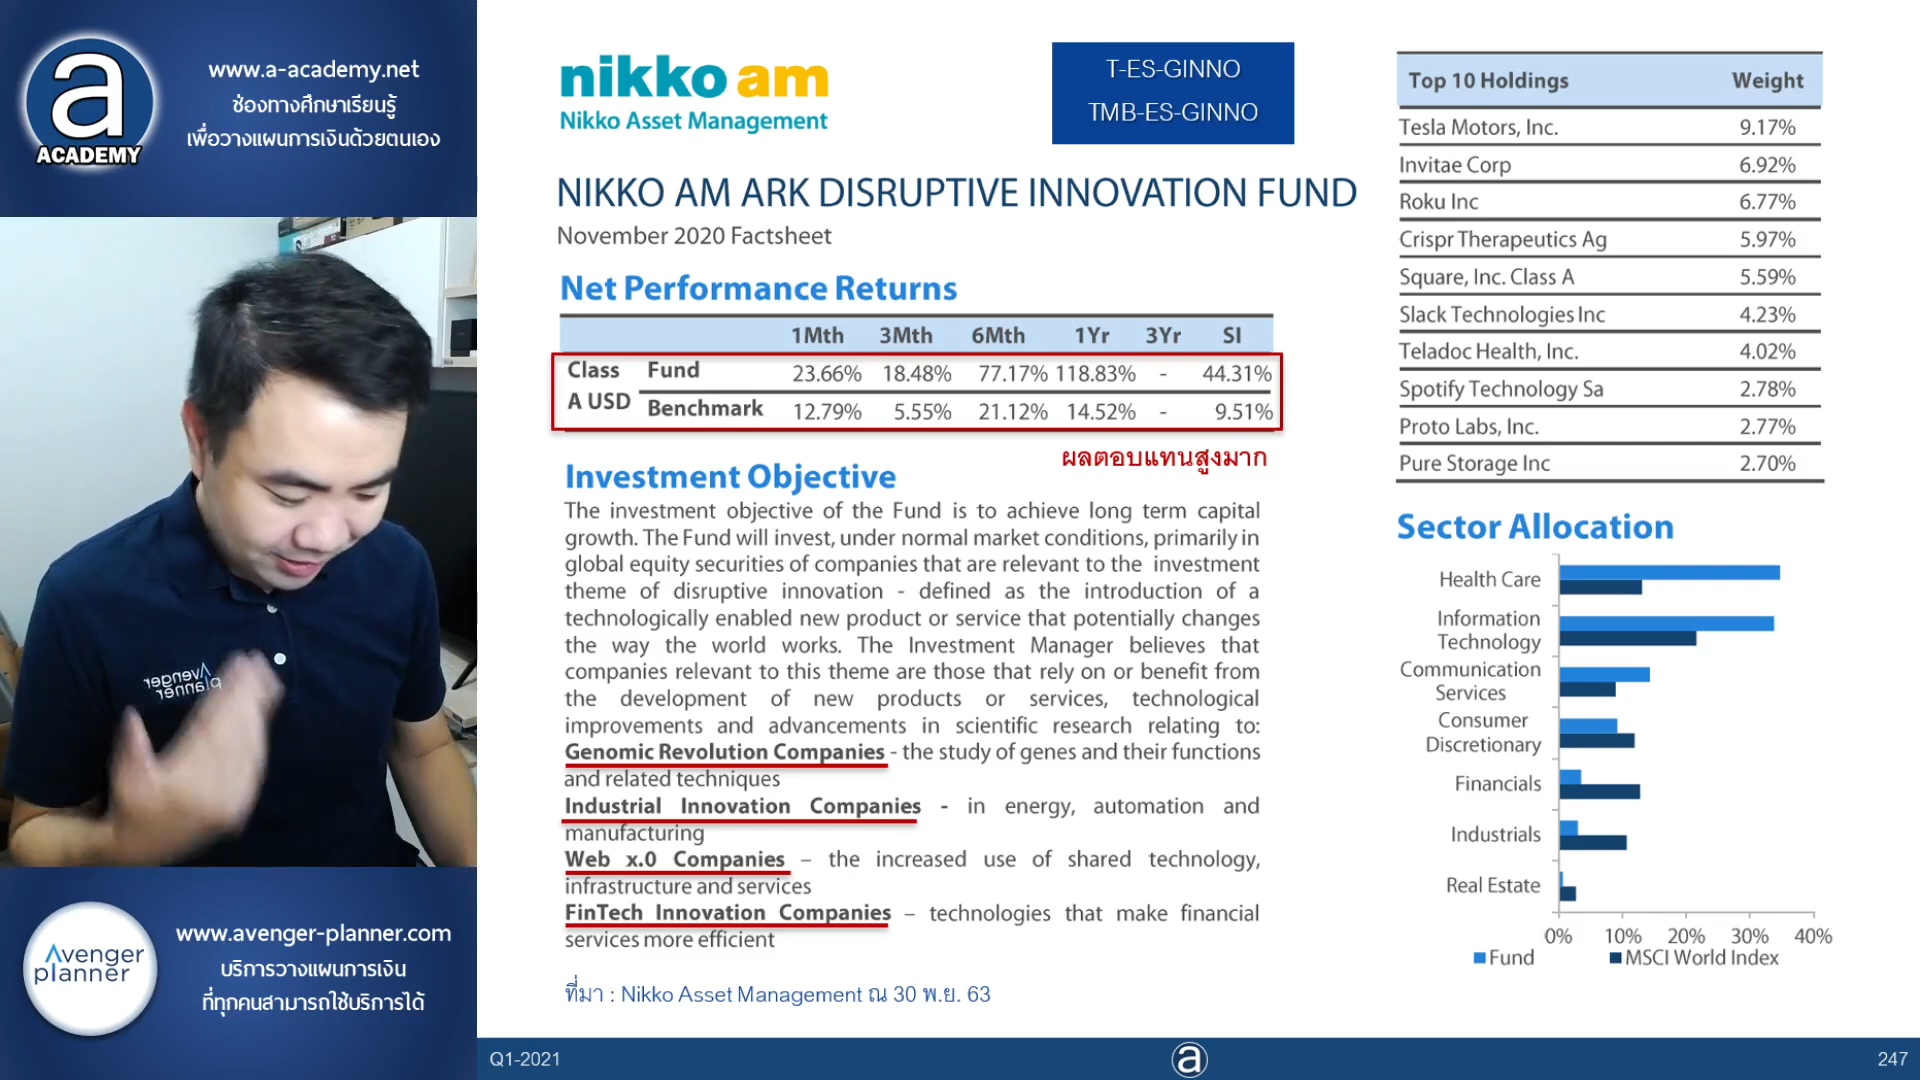 a
ACADEMY
www.a-academy.net
ช่องทางศึกษาเรียนรู้
เพื่อวางแผนการเงินด้วยตนเอง
Avenger
planner
Avenger
planner
www.avenger-planner.com
บริการวางแผนการเงิน
ที่ทุกคนสามารถใช้บริการได้
nikko am
Nikko Asset Management
T-ES-GINNO
TMB-ES-GINNO
NIKKO AM ARK DISRUPTIVE INNOVATION FUND
November 2020 Factsheet
Net Performance Returns
1Mth 3Mth 6Mth 1Yr 3Yr SI
Class A USD
Fund 23.66% 18.48% 77.17% 118.83% - 44.31%
Benchmark 12.79% 5.55% 21.12% 14.52% - 9.51%
ผลตอบแทนสูงมาก
Investment Objective
The investment objective of the Fund is to achieve long term capital
growth. The Fund will invest, under normal market conditions, primarily in
global equity securities of companies that are relevant to the investment
theme of disruptive innovation - defined as the introduction of a
technologically enabled new product or service that potentially changes
the way the world works. The Investment Manager believes that
companies relevant to this theme are those that rely on or benefit from
the development of new products or services, technological
improvements and advancements in scientific research relating to:
Genomic Revolution Companies - the study of genes and their functions
and related techniques
Industrial Innovation Companies - in energy, automation and
manufacturing
Web x.0 Companies – the increased use of shared technology,
infrastructure and services
FinTech Innovation Companies – technologies that make financial
services more efficient
ที่มา : Nikko Asset Management ณ 30 พ.ย. 63
Top 10 Holdings Weight
Tesla Motors, Inc. 9.17%
Invitae Corp 6.92%
Roku Inc 6.77%
Crispr Therapeutics Ag 5.97%
Square, Inc. Class A 5.59%
Slack Technologies Inc 4.23%
Teladoc Health, Inc. 4.02%
Spotify Technology Sa 2.78%
Proto Labs, Inc. 2.77%
Pure Storage Inc 2.70%
Sector Allocation
Health Care
Information
Technology
Communication
Services
Consumer
Discretionary
Financials
Industrials
Real Estate
0% 10% 20% 30% 40%
Fund MSCI World Index
Q1-2021
a
247